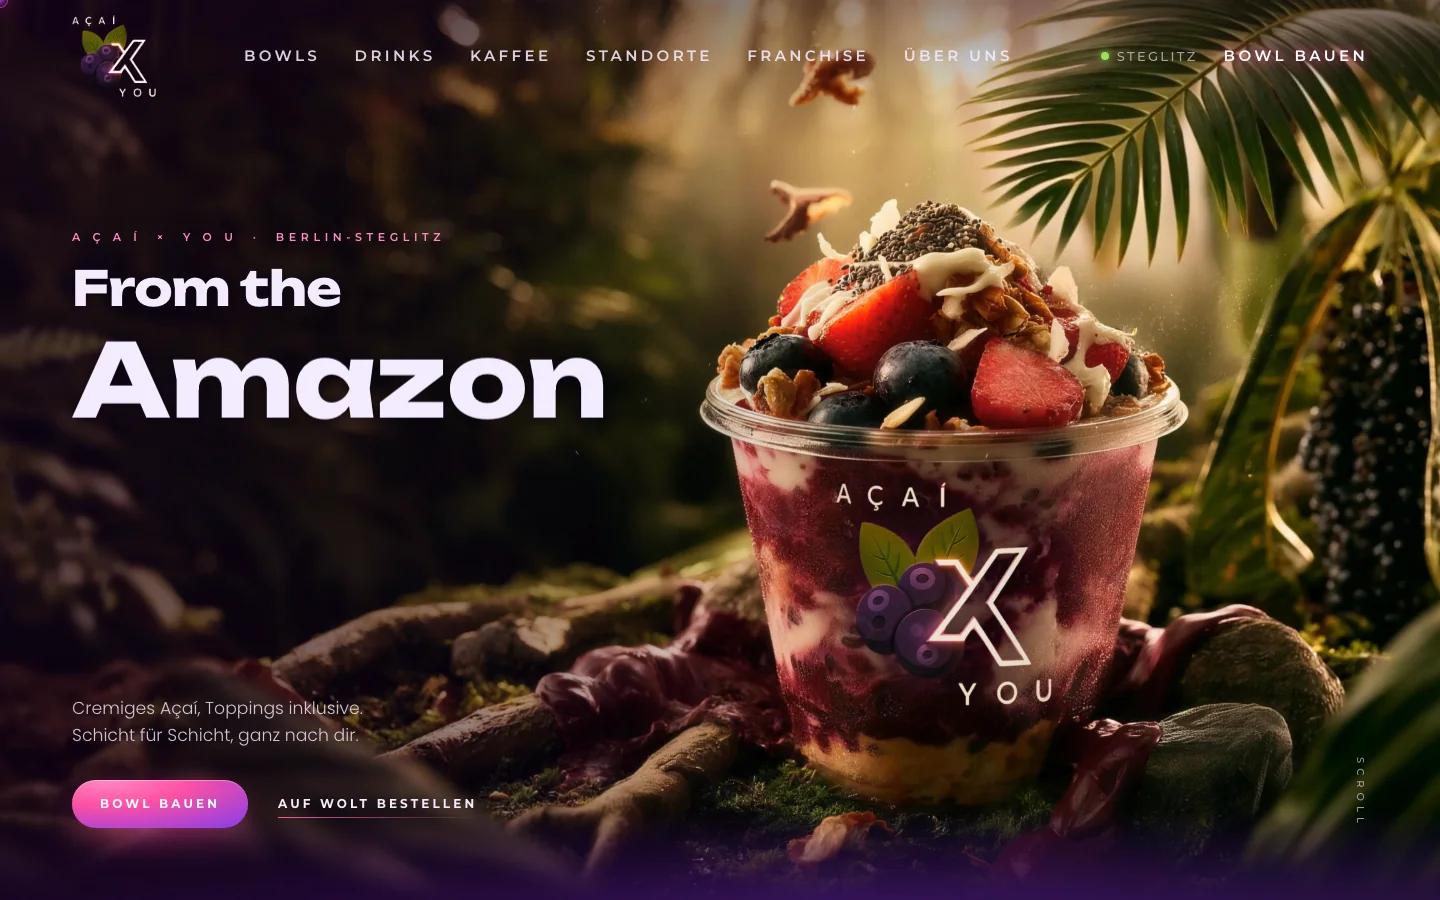 AÇAÍ
X
YOU
BOWLS DRINKS KAFFEE STANDORTE FRANCHISE ÜBER UNS STEGLITZ BOWL BAUEN
AÇAÍ × YOU · BERLIN-STEGLITZ
From the
Amazon
AÇAÍ
X
YOU
Cremiges Açaí, Toppings inklusive.
Schicht für Schicht, ganz nach dir.
BOWL BAUEN AUF WOLT BESTELLEN
SCROLL